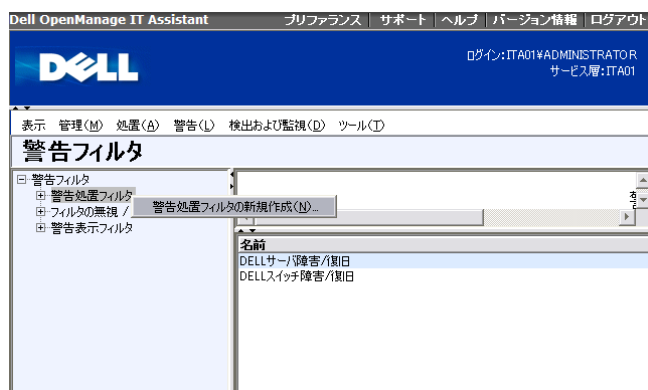 Dell OpenManage IT Assistant プリファランス サポート ヘルプ バージョン情報 ログアウト
DELL
ログイン:ITA01¥ADMINISTRATOR
サービス層:ITA01
表示 管理(M) 処置(A) 警告(L) 検出および監視(D) ツール(T)
警告フィルタ
警告フィルタ
警告処置フィルタ
警告処置フィルタの新規作成(N)...
フィルタの無視 /
警告表示フィルタ
名前
DELLサーバ障害/復旧
DELLスイッチ障害/復旧